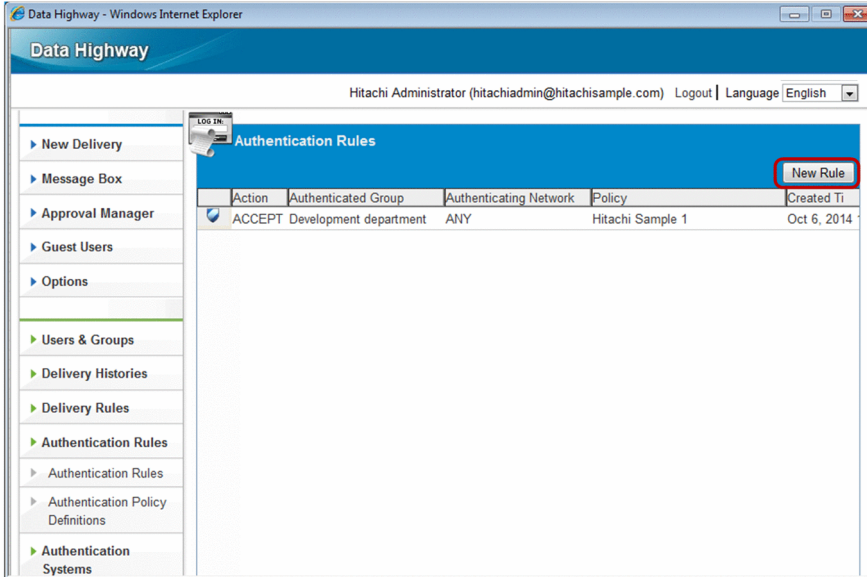 Data Highway - Windows Internet Explorer
Data Highway
Hitachi Administrator (hitachiadmin@hitachisample.com) Logout Language English
New Delivery
Message Box
Approval Manager
Guest Users
Options
Users & Groups
Delivery Histories
Delivery Rules
Authentication Rules
Authentication Rules
Authentication Policy
Definitions
Authentication
Systems
LOG IN:
Authentication Rules
New Rule
Action Authenticated Group Authenticating Network Policy Created Ti
ACCEPT Development department ANY Hitachi Sample 1 Oct 6, 2014